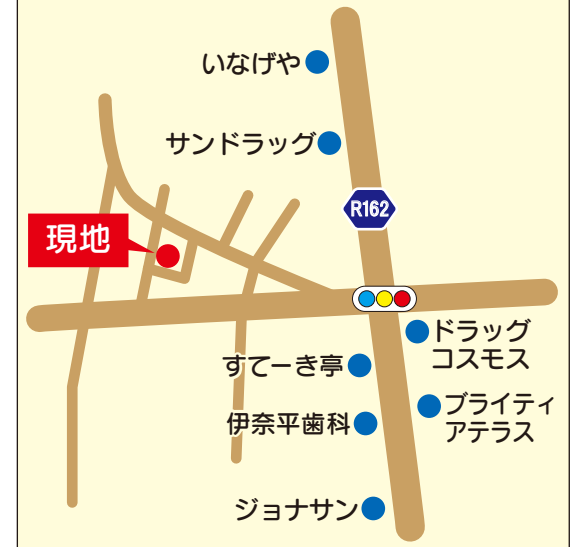 いなげや
サンドラッグ
R162
現地
ドラッグ
コスモス
すてーき亭
ブライティ
アテラス
伊奈平歯科
ジョナサン